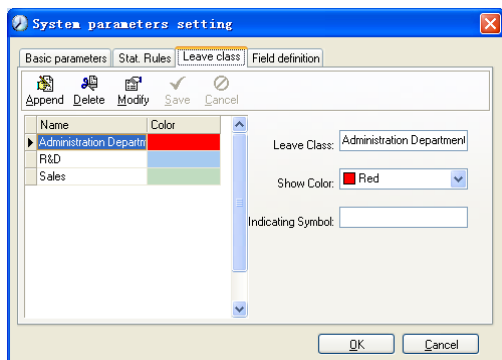 System parameters setting
Basic parameters Stat. Rules Leave class Field definition
Append Delete Modify Save Cancel
Name Color
Administration Departm
R&D
Sales
Leave Class: Administration Department
Show Color: Red
Indicating Symbol:
OK Cancel